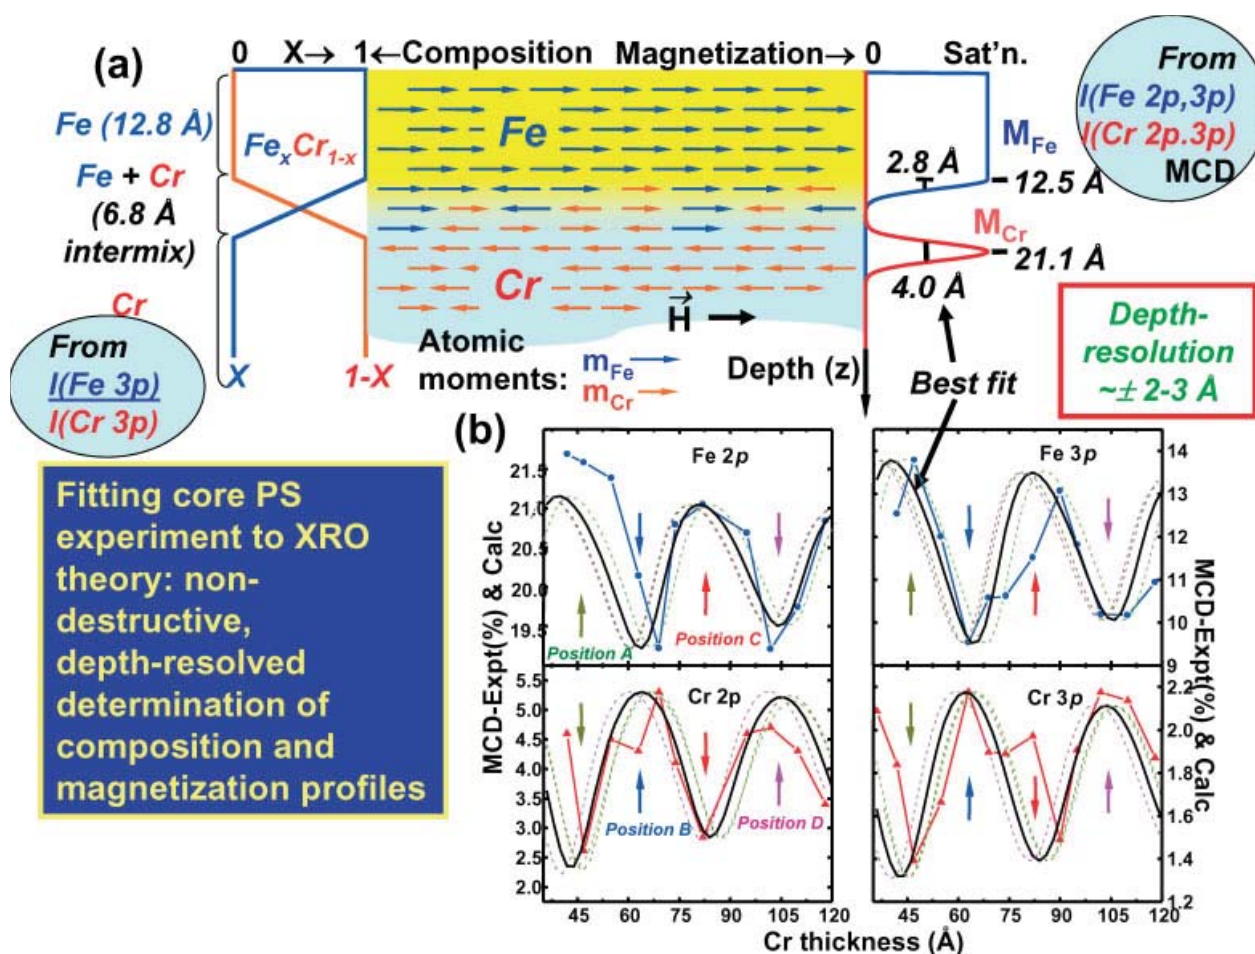 (a)
0 X→ 1 ←Composition Magnetization→ 0 Sat'n.
From
I(Fe 2p,3p)
I(Cr 2p.3p)
MCD
Fe (12.8 Å)
Fe + Cr
(6.8 Å
intermix)
Cr
FexCr1-x
Fe
Cr
H
MFe
2.8 Å
12.5 Å
MCr
21.1 Å
4.0 Å
From
I(Fe 3p)
I(Cr 3p)
X
1-X
Atomic
moments:
mFe
mCr
Depth (z)
Best fit
Depth-
resolution
~± 2-3 Å
Fitting core PS
experiment to XRO
theory: non-
destructive,
depth-resolved
determination of
composition and
magnetization profiles
(b)
Fe 2p
21.5
21.0
20.5
20.0
19.5
Position A
Position C
Fe 3p
14
13
12
11
10
9
Cr 2p
5.5
5.0
4.5
4.0
3.5
3.0
2.5
2.0
Position B
Position D
Cr 3p
2.2
2.0
1.8
1.6
1.4
1.2
MCD-Expt(%) & Calc
MCD-Expt(%) & Calc
45 60 75 90 105 120
45 60 75 90 105 120
Cr thickness (Å)